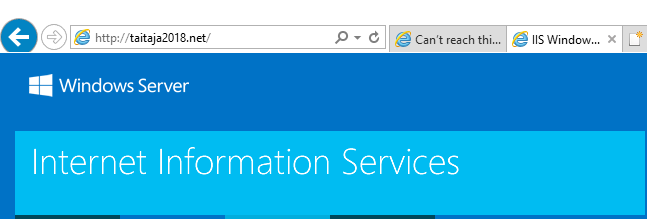 http://taitaja2018.net/ Can't reach thi... IIS Window...
Windows Server
Internet Information Services